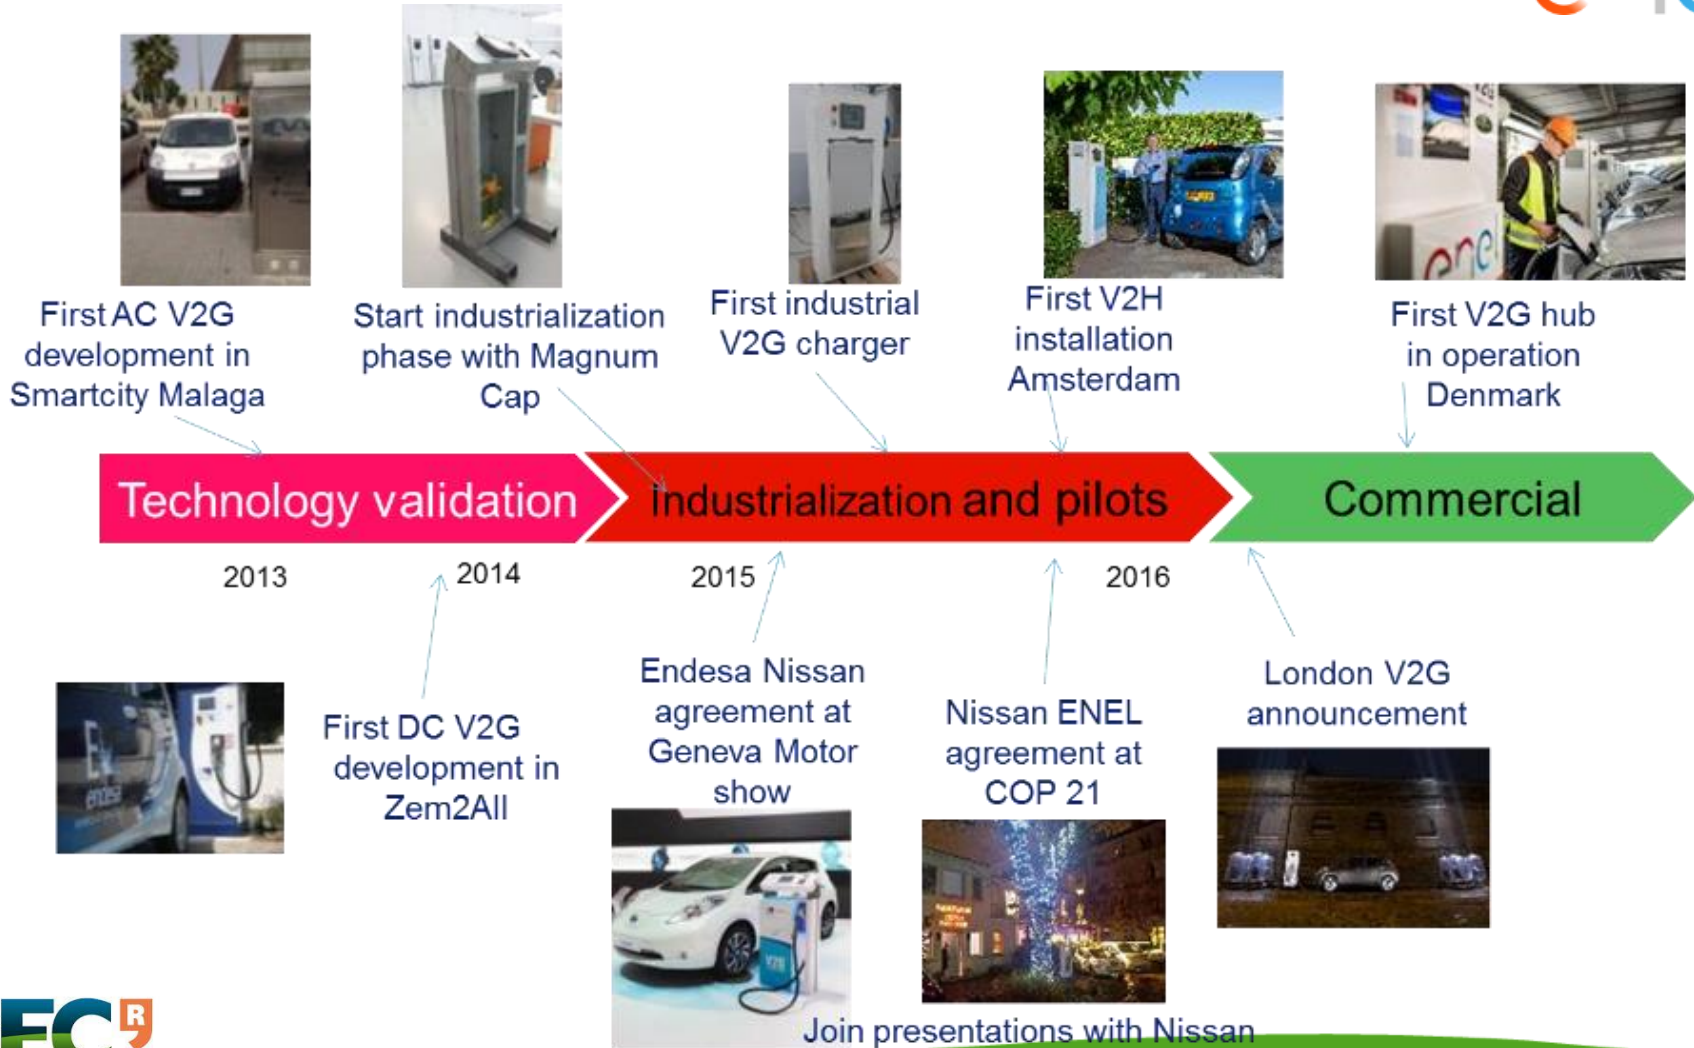 First AC V2G
development in
Smartcity Malaga
Start industrialization
phase with Magnum
Cap
First industrial
V2G charger
First V2H
installation
Amsterdam
enel
First V2G hub
in operation
Denmark
Technology validation
Industrialization and pilots
Commercial
2013
2014
2015
2016
endesa
First DC V2G
development in
Zem2All
Endesa Nissan
agreement at
Geneva Motor
show
V2G
Nissan ENEL
agreement at
COP 21
London V2G
announcement
Join presentations with Nissan
R